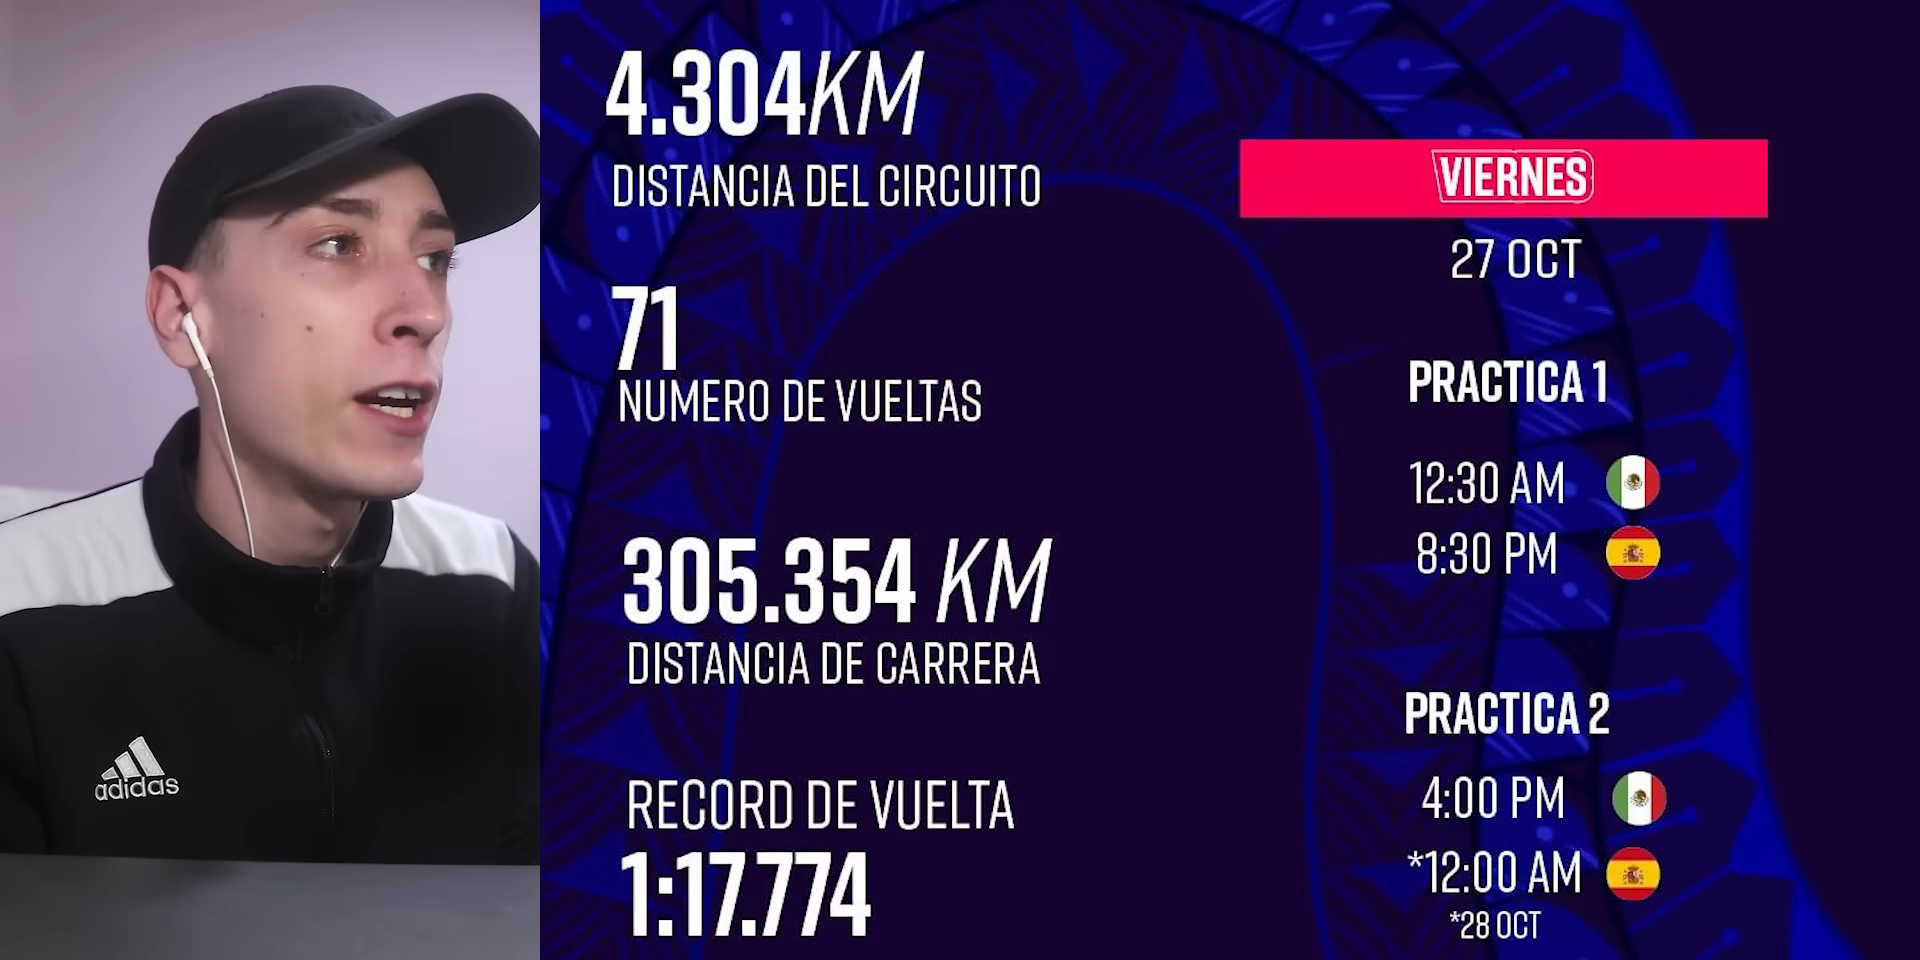 4.304KM
DISTANCIA DEL CIRCUITO
71
NUMERO DE VUELTAS
305.354 KM
DISTANCIA DE CARRERA
RECORD DE VUELTA
1:17.774
VIERNES
27 OCT
PRACTICA 1
12:30 AM
8:30 PM
PRACTICA 2
4:00 PM
*12:00 AM
*28 OCT
adidas